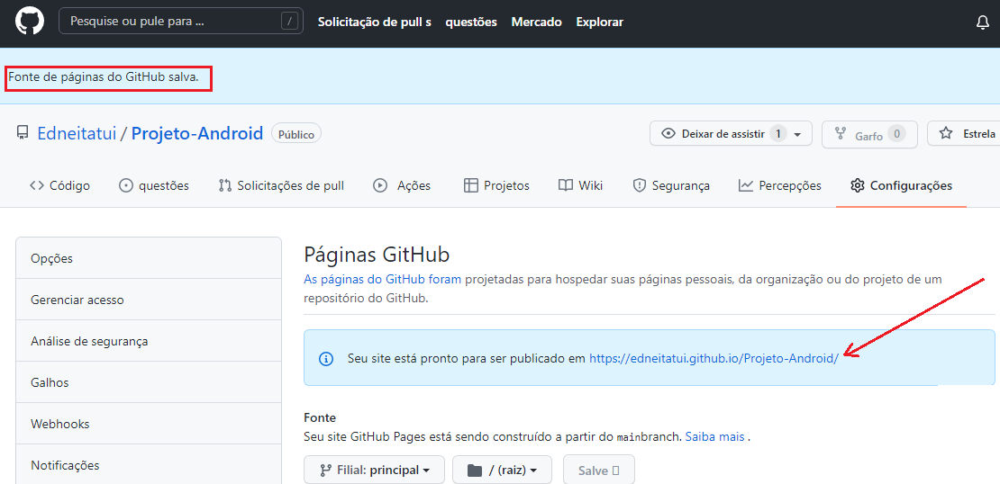 Pesquise ou pule para ... /
Solicitação de pull s questões Mercado Explorar
Fonte de páginas do GitHub salva.
Edneitatui / Projeto-Android Público
Deixar de assistir 1
Garfo 0
Estrela
Código questões Solicitações de pull Ações Projetos Wiki Segurança Percepções Configurações
Opções
Gerenciar acesso
Análise de segurança
Galhos
Webhooks
Notificações
Páginas GitHub
As páginas do GitHub foram projetadas para hospedar suas páginas pessoais, da organização ou do projeto de um
repositório do GitHub.
Seu site está pronto para ser publicado em https://edneitatui.github.io/Projeto-Android/
Fonte
Seu site GitHub Pages está sendo construído a partir do mainbranch. Saiba mais .
Filial: principal
/ (raiz)
Salve